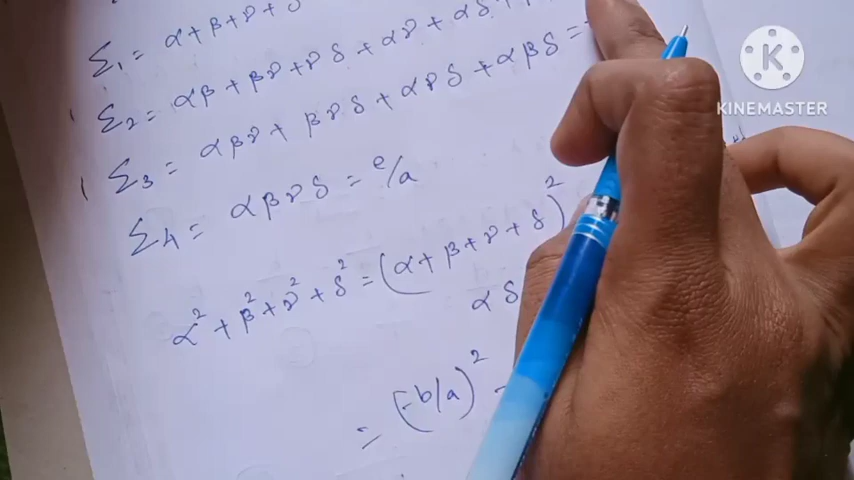 Σ₁ = α + β + γ + δ
Σ₂ = αβ + βγ + γδ + αγ + αδ +
Σ₃ = αβγ + βγδ + αγδ + αβδ =
Σ₄ = αβγδ = e/a
α² + β² + γ² + δ² = (α + β + γ + δ)²
αδ
= (-b/a)² -
K
KINEMASTER